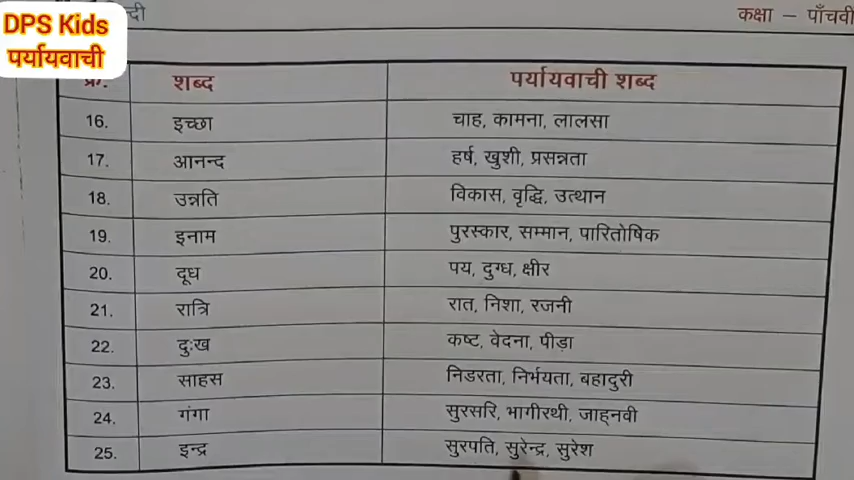 DPS Kids
पर्यायवाची
कक्षा – पाँचवी
क्र. शब्द पर्यायवाची शब्द
16. इच्छा चाह, कामना, लालसा
17. आनन्द हर्ष, खुशी, प्रसन्नता
18. उन्नति विकास, वृद्धि, उत्थान
19. इनाम पुरस्कार, सम्मान, पारितोषिक
20. दूध पय, दुग्ध, क्षीर
21. रात्रि रात, निशा, रजनी
22. दुःख कष्ट, वेदना, पीड़ा
23. साहस निडरता, निर्भयता, बहादुरी
24. गंगा सुरसरि, भागीरथी, जाह्नवी
25. इन्द्र सुरपति, सुरेन्द्र, सुरेश